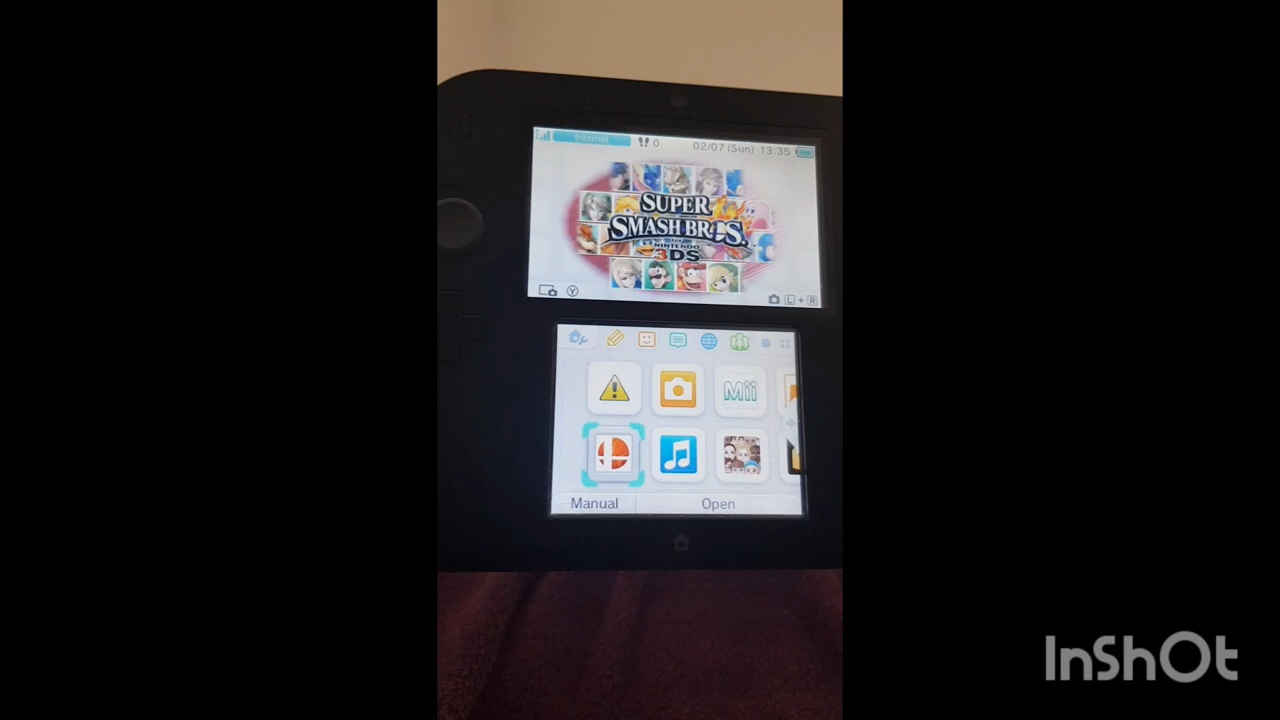 Internet 0 02/07 (Sun) 13:35
SUPER
SMASH BROS.
for
NINTENDO
3DS
Y L + R
Mii
Manual Open
InShOt